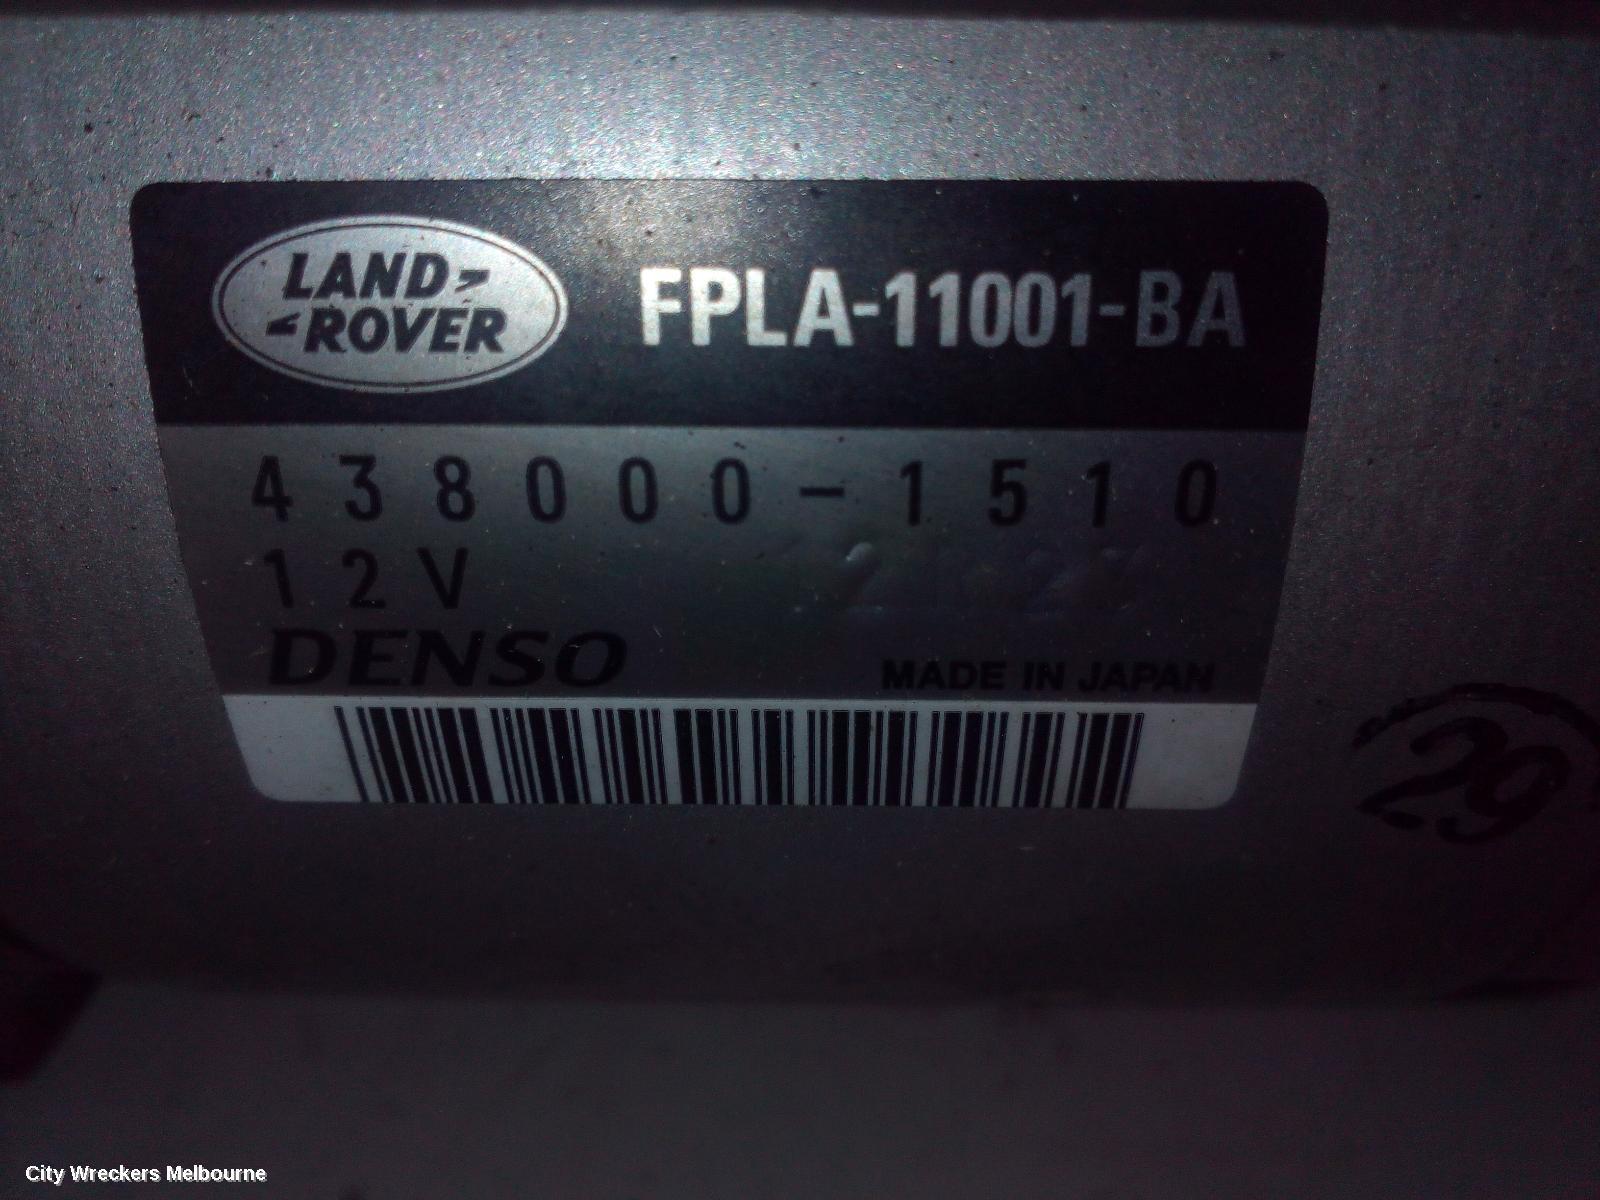 LAND
ROVER
FPLA-11001-BA
438000-1510
12V
DENSO
MADE IN JAPAN
29
City Wreckers Melbourne